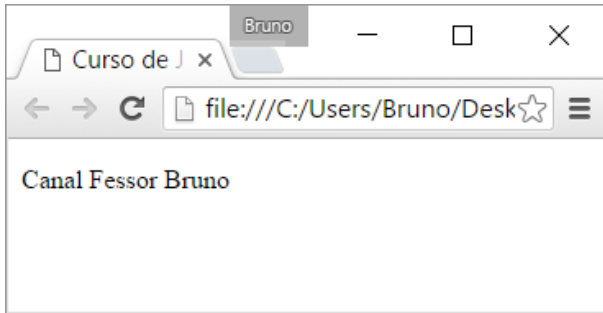 Bruno
Curso de J
file:///C:/Users/Bruno/Desk
Canal Fessor Bruno